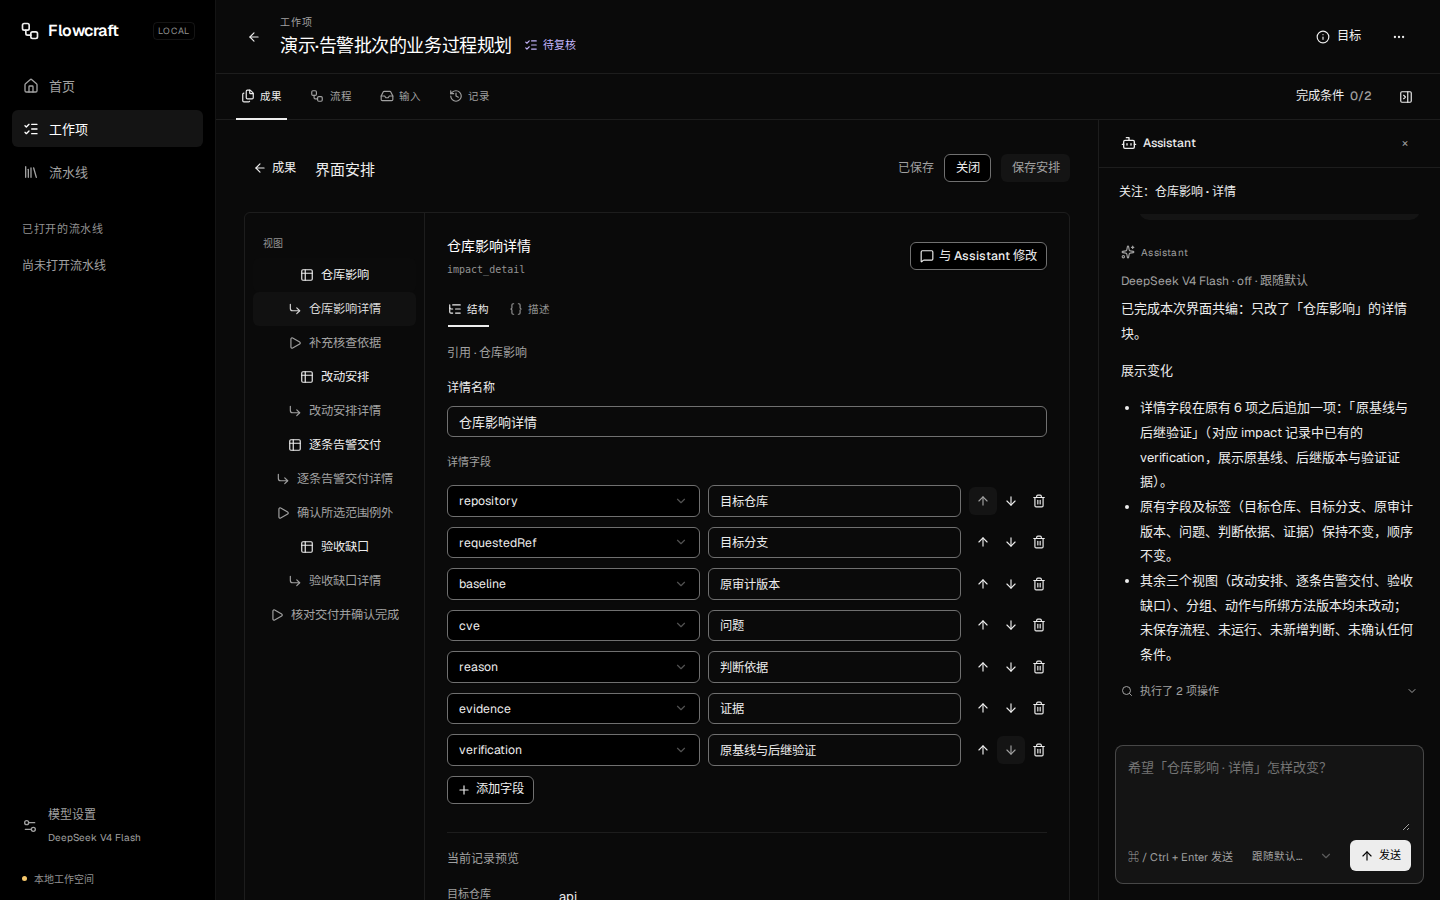 Flowcraft
LOCAL
首页
工作项
流水线
已打开的流水线
尚未打开流水线
模型设置
DeepSeek V4 Flash
本地工作空间
工作项
演示·告警批次的业务过程规划
待复核
目标
成果
流程
输入
记录
完成条件 0/2
成果
界面安排
已保存
关闭
保存安排
视图
仓库影响
仓库影响详情
补充核查依据
改动安排
改动安排详情
逐条告警交付
逐条告警交付详情
确认所选范围例外
验收缺口
验收缺口详情
核对交付并确认完成
仓库影响详情
impact_detail
与 Assistant 修改
结构
描述
引用 · 仓库影响
详情名称
仓库影响详情
详情字段
repository
目标仓库
requestedRef
目标分支
baseline
原审计版本
cve
问题
reason
判断依据
evidence
证据
verification
原基线与后继验证
添加字段
当前记录预览
目标仓库
api
Assistant
×
关注：仓库影响 · 详情
Assistant
DeepSeek V4 Flash · off · 跟随默认
已完成本次界面共编：只改了「仓库影响」的详情
块。
展示变化
详情字段在原有 6 项之后追加一项：「原基线与
后继验证」（对应 impact 记录中已有的
verification，展示原基线、后继版本与验证证
据）。
原有字段及标签（目标仓库、目标分支、原审计
版本、问题、判断依据、证据）保持不变，顺序
不变。
其余三个视图（改动安排、逐条告警交付、验收
缺口）、分组、动作与所绑方法版本均未改动；
未保存流程、未运行、未新增判断、未确认任何
条件。
执行了 2 项操作
希望「仓库影响 · 详情」怎样改变？
⌘ / Ctrl + Enter 发送
跟随默认...
发送